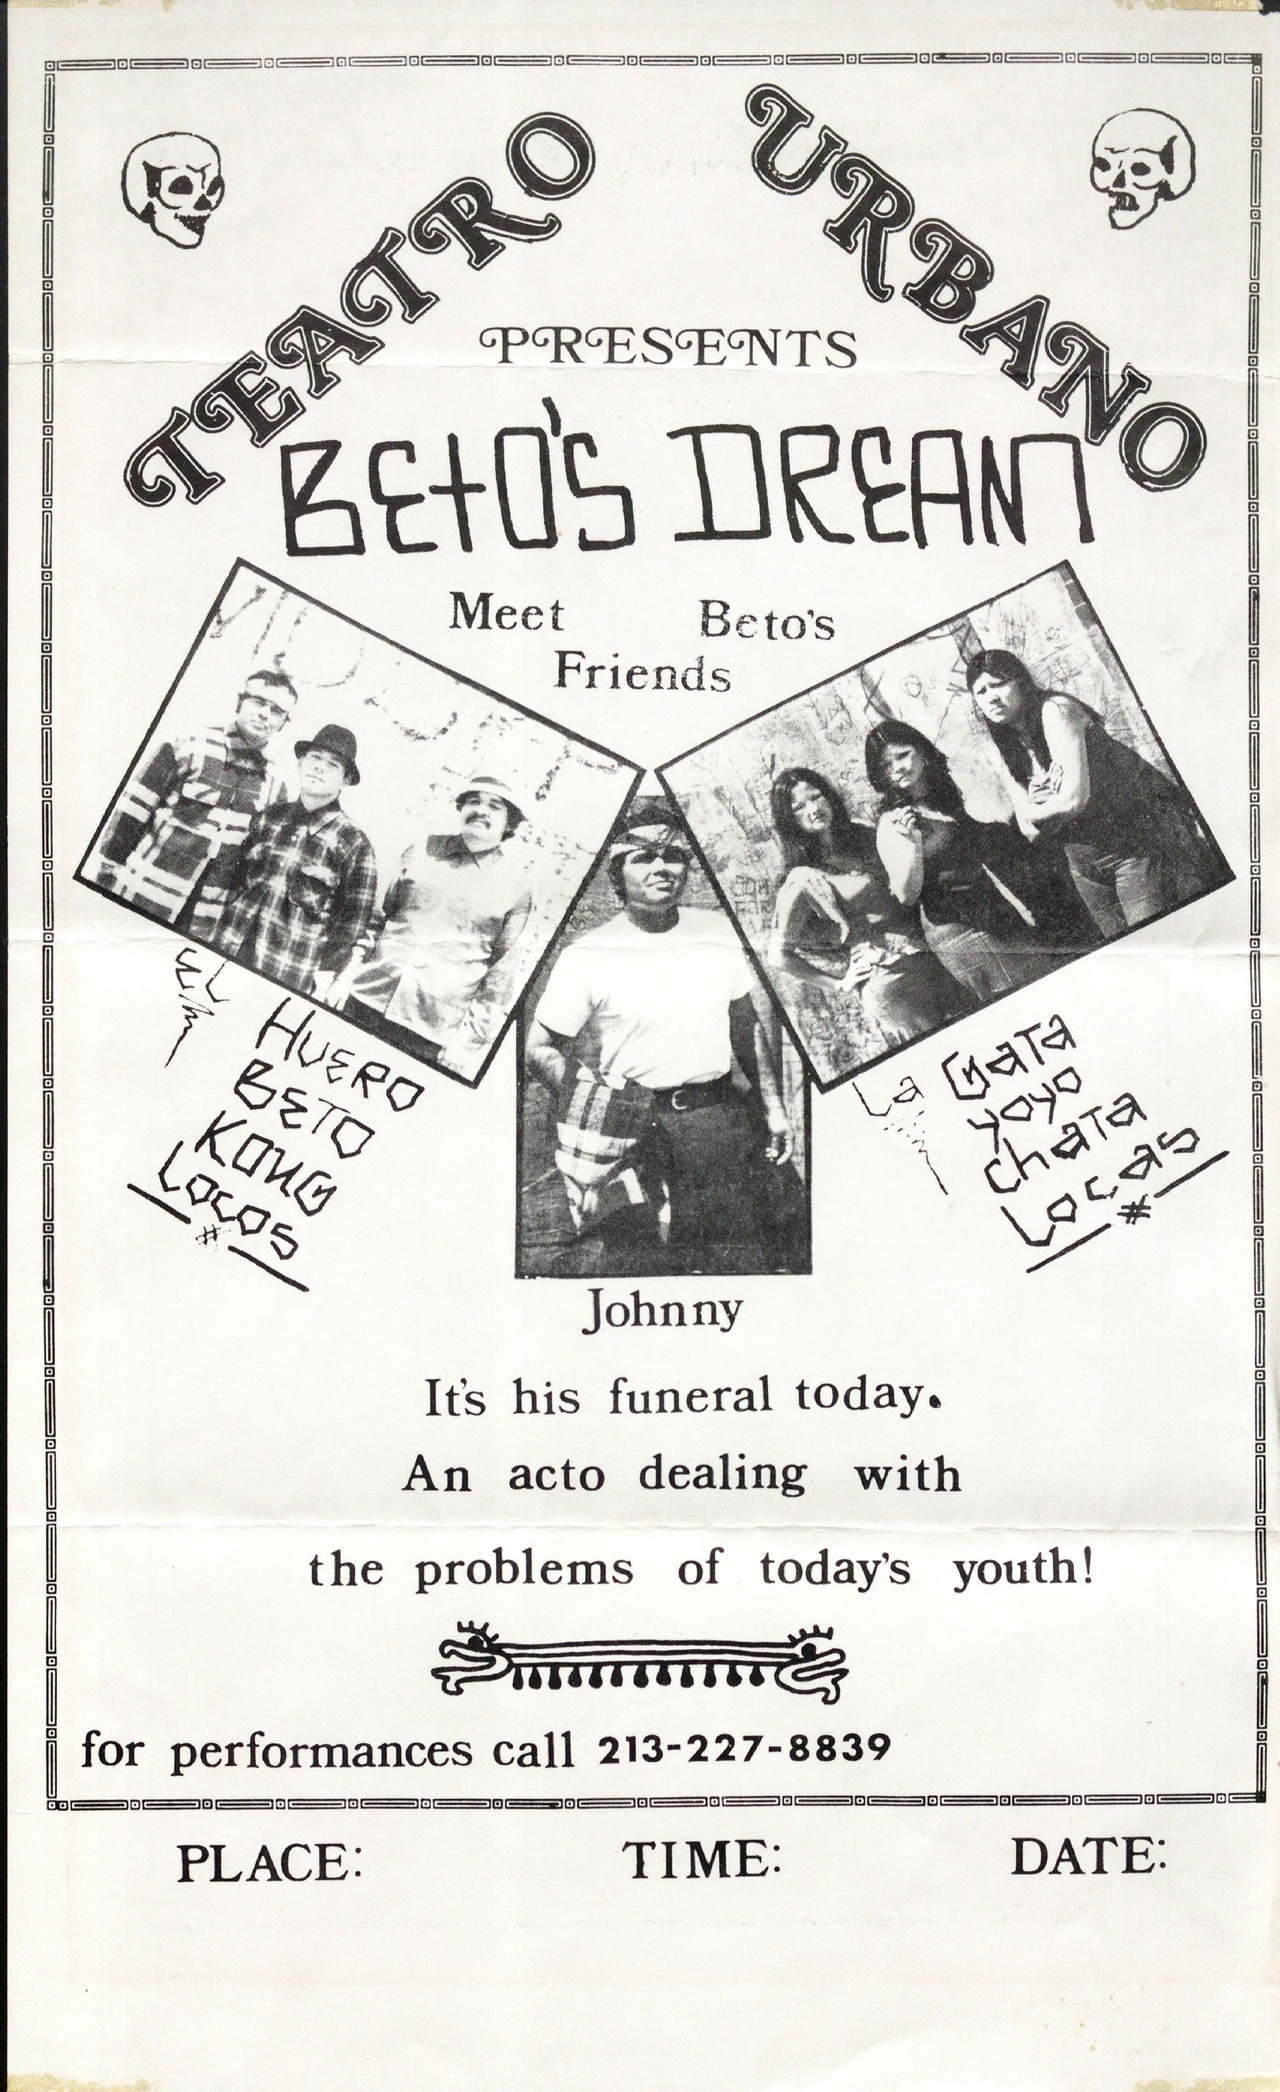 TEATRO URBANO
PRESENTS
BEtO'S DREAM
Meet Beto's
Friends
EL
HUERO
BETO
KONG
LOCOS
#
La
GATA
YOYO
ChATA
LOCAS
#
Johnny
It's his funeral today.
An acto dealing with
the problems of today's youth!
for performances call 213-227-8839
PLACE: TIME: DATE: